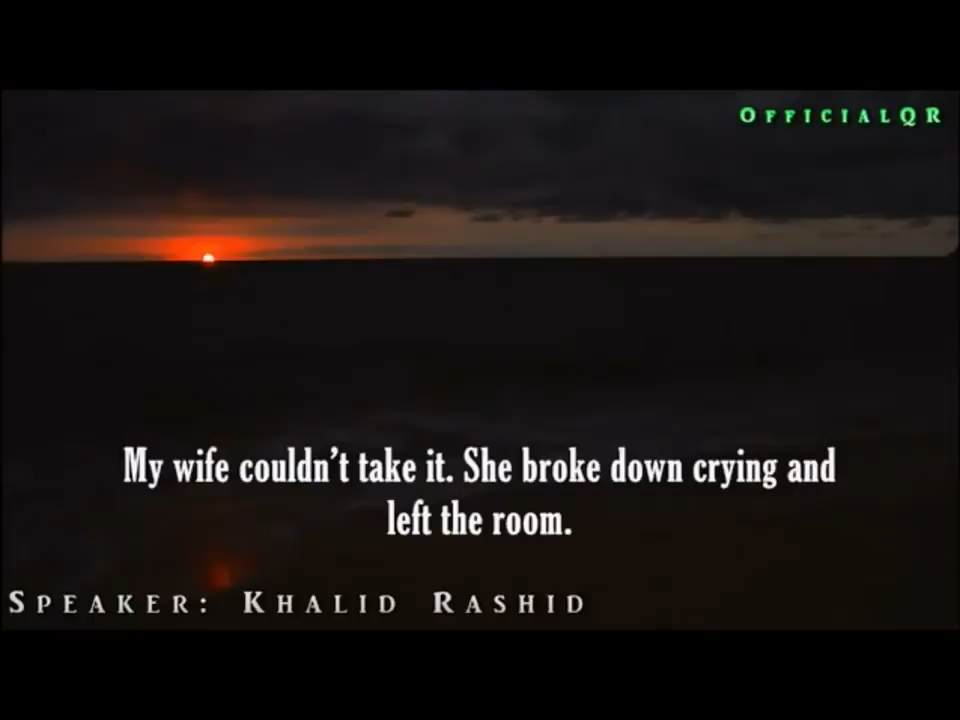 OFFICIALQR
My wife couldn't take it. She broke down crying and
left the room.
SPEAKER: KHALID RASHID